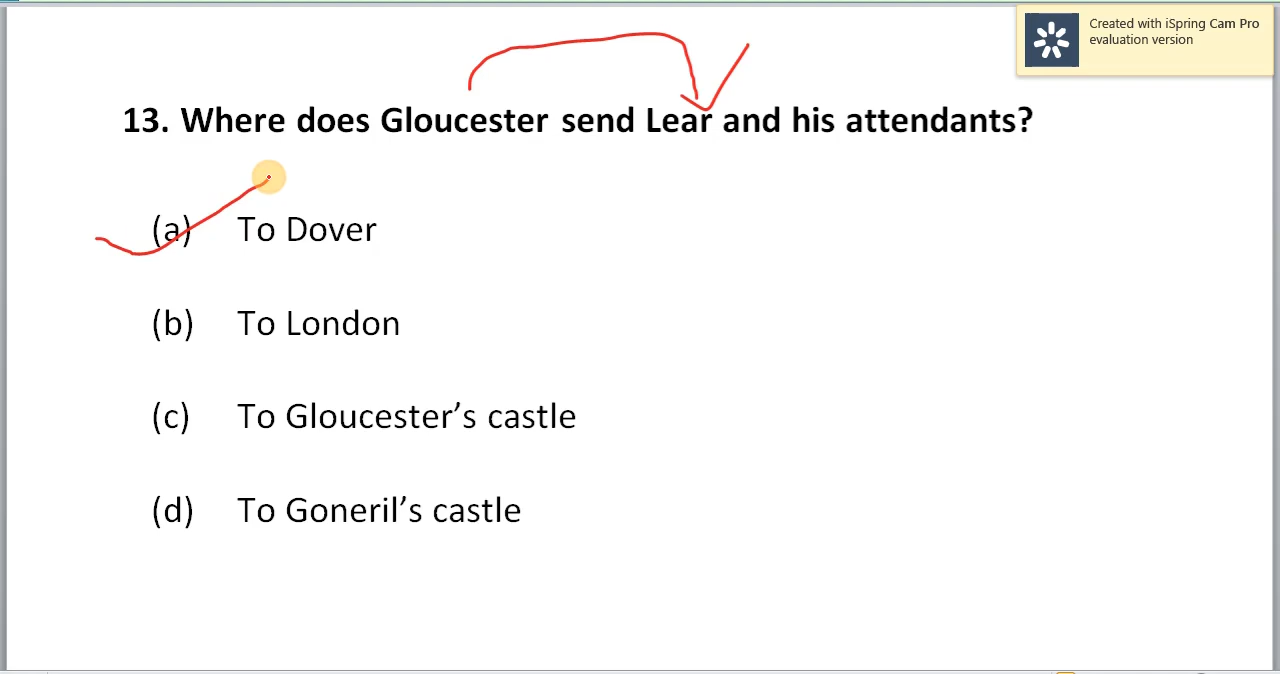 Created with iSpring Cam Pro
evaluation version
13. Where does Gloucester send Lear and his attendants?
(a) To Dover
(b) To London
(c) To Gloucester’s castle
(d) To Goneril’s castle